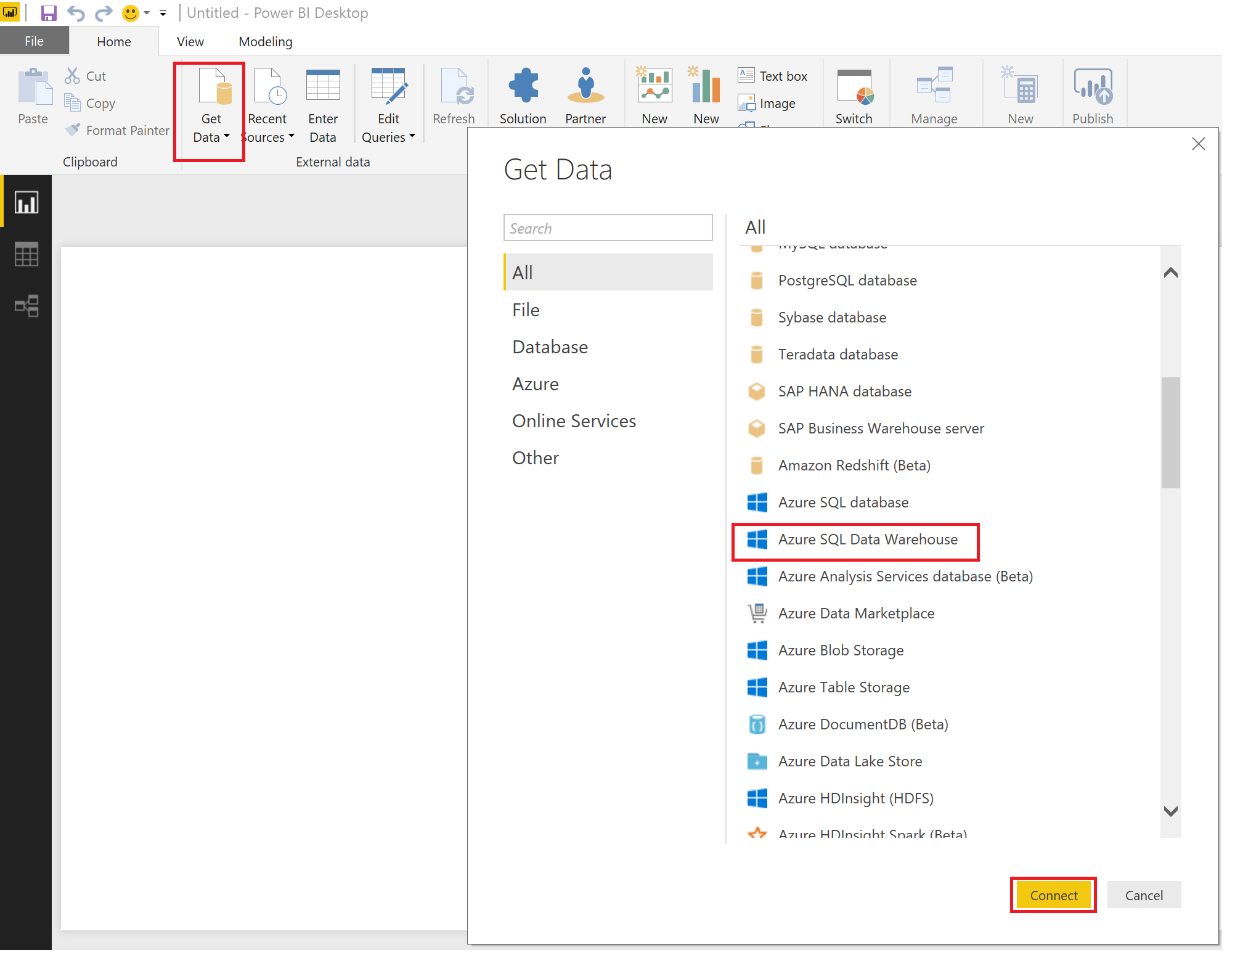 Untitled - Power BI Desktop
File
Home
View
Modeling
Paste
Cut
Copy
Format Painter
Clipboard
Get
Data
Recent
Sources
Enter
Data
Edit
Queries
External data
Refresh
Solution
Partner
New
New
Text box
Image
Switch
Manage
New
Publish
Get Data
Search
All
File
Database
Azure
Online Services
Other
All
MySQL database
PostgreSQL database
Sybase database
Teradata database
SAP HANA database
SAP Business Warehouse server
Amazon Redshift (Beta)
Azure SQL database
Azure SQL Data Warehouse
Azure Analysis Services database (Beta)
Azure Data Marketplace
Azure Blob Storage
Azure Table Storage
Azure DocumentDB (Beta)
Azure Data Lake Store
Azure HDInsight (HDFS)
Azure HDInsight Spark (Beta)
Connect
Cancel